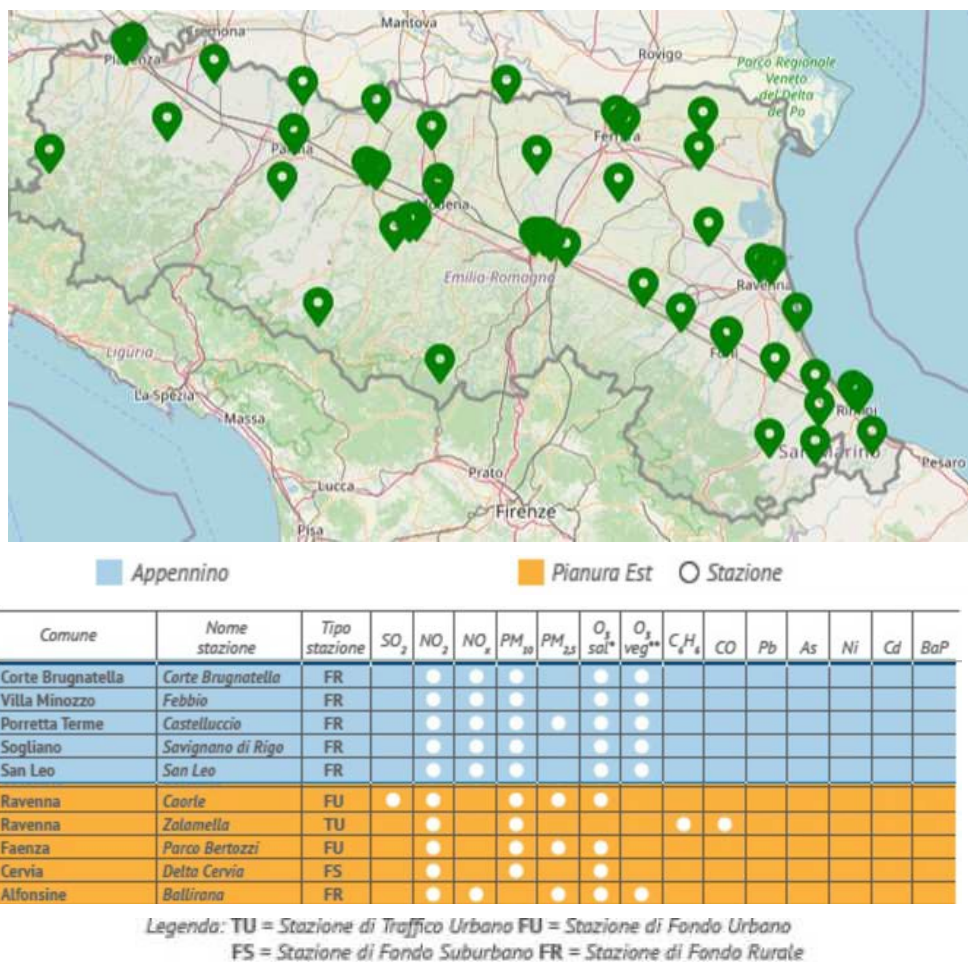 Mantova
Cremona
Piacenza
Rovigo
Parco Regionale
Veneto
del Delta
del Po
Ferrara
Parma
Modena
Emilia-Romagna
Ravenna
Liguria
Forlì
La Spezia
Rimini
Massa
San Marino
Pesaro
Prato
Lucca
Firenze
Pisa
Appennino Pianura Est Stazione
Comune Nome stazione Tipo stazione SO2 NO2 NOx PM10 PM2,5 O3 sal* O3 veg** C6H6 CO Pb As Ni Cd BaP
Corte Brugnatella Corte Brugnatella FR
Villa Minozzo Febbio FR
Porretta Terme Castelluccio FR
Sogliano Savignano di Rigo FR
San Leo San Leo FR
Ravenna Caorle FU
Ravenna Zalamella TU
Faenza Parco Bertozzi FU
Cervia Delta Cervia FS
Alfonsine Ballirana FR
Legenda: TU = Stazione di Traffico Urbano FU = Stazione di Fondo Urbano
FS = Stazione di Fondo Suburbano FR = Stazione di Fondo Rurale